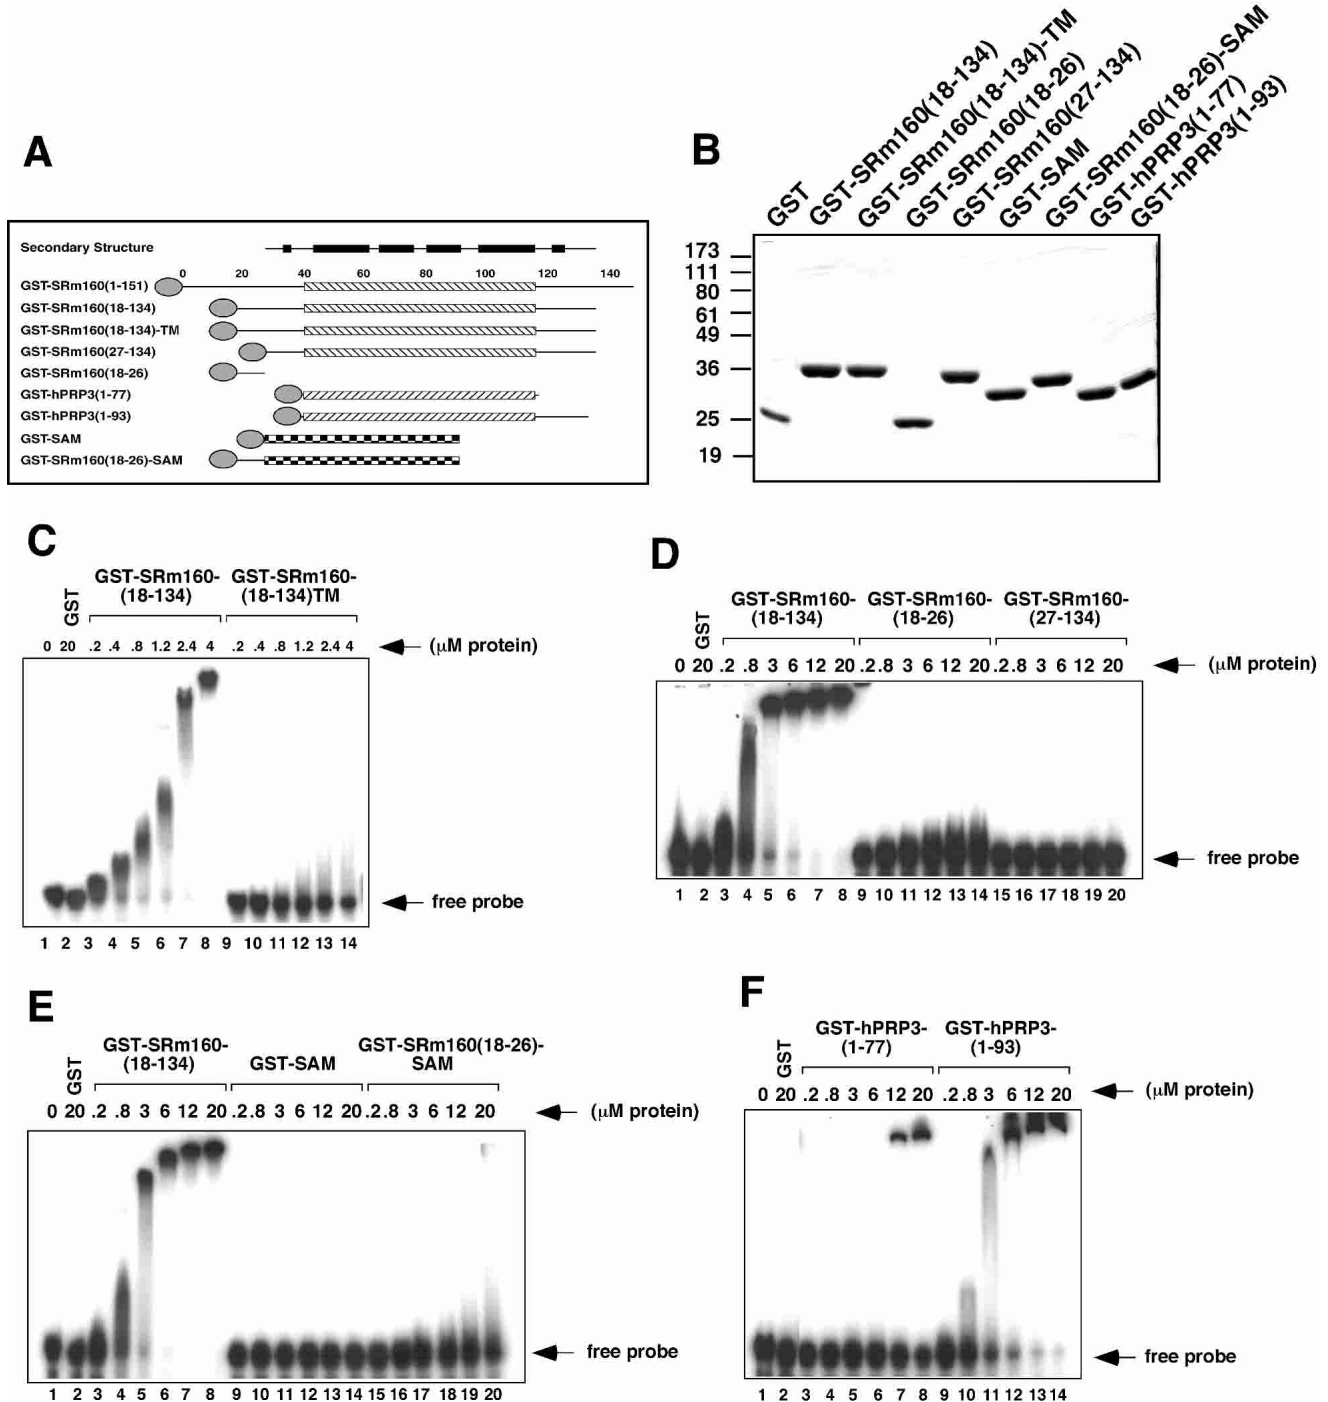 A
Secondary Structure
0 20 40 60 80 100 120 140
GST-SRm160(1-151)
GST-SRm160(18-134)
GST-SRm160(18-134)-TM
GST-SRm160(27-134)
GST-SRm160(18-26)
GST-hPRP3(1-77)
GST-hPRP3(1-93)
GST-SAM
GST-SRm160(18-26)-SAM
B
GST
GST-SRm160(18-134)
GST-SRm160(18-134)-TM
GST-SRm160(18-26)
GST-SRm160(27-134)
GST-SAM
GST-SRm160(18-26)-SAM
GST-hPRP3(1-77)
GST-hPRP3(1-93)
173
111
80
61
49
36
25
19
C
GST
GST-SRm160-
(18-134)
GST-SRm160-
(18-134)TM
0 20 .2 .4 .8 1.2 2.4 4 .2 .4 .8 1.2 2.4 4 (μM protein)
free probe
1 2 3 4 5 6 7 8 9 10 11 12 13 14
D
GST
GST-SRm160-
(18-134)
GST-SRm160-
(18-26)
GST-SRm160-
(27-134)
0 20 .2 .8 3 6 12 20 .2 .8 3 6 12 20 .2 .8 3 6 12 20 (μM protein)
free probe
1 2 3 4 5 6 7 8 9 10 11 12 13 14 15 16 17 18 19 20
E
GST
GST-SRm160-
(18-134)
GST-SAM
GST-SRm160(18-26)-
SAM
0 20 .2 .8 3 6 12 20 .2 .8 3 6 12 20 .2 .8 3 6 12 20 (μM protein)
free probe
1 2 3 4 5 6 7 8 9 10 11 12 13 14 15 16 17 18 19 20
F
GST
GST-hPRP3-
(1-77)
GST-hPRP3-
(1-93)
0 20 .2 .8 3 6 12 20 .2 .8 3 6 12 20 (μM protein)
free probe
1 2 3 4 5 6 7 8 9 10 11 12 13 14